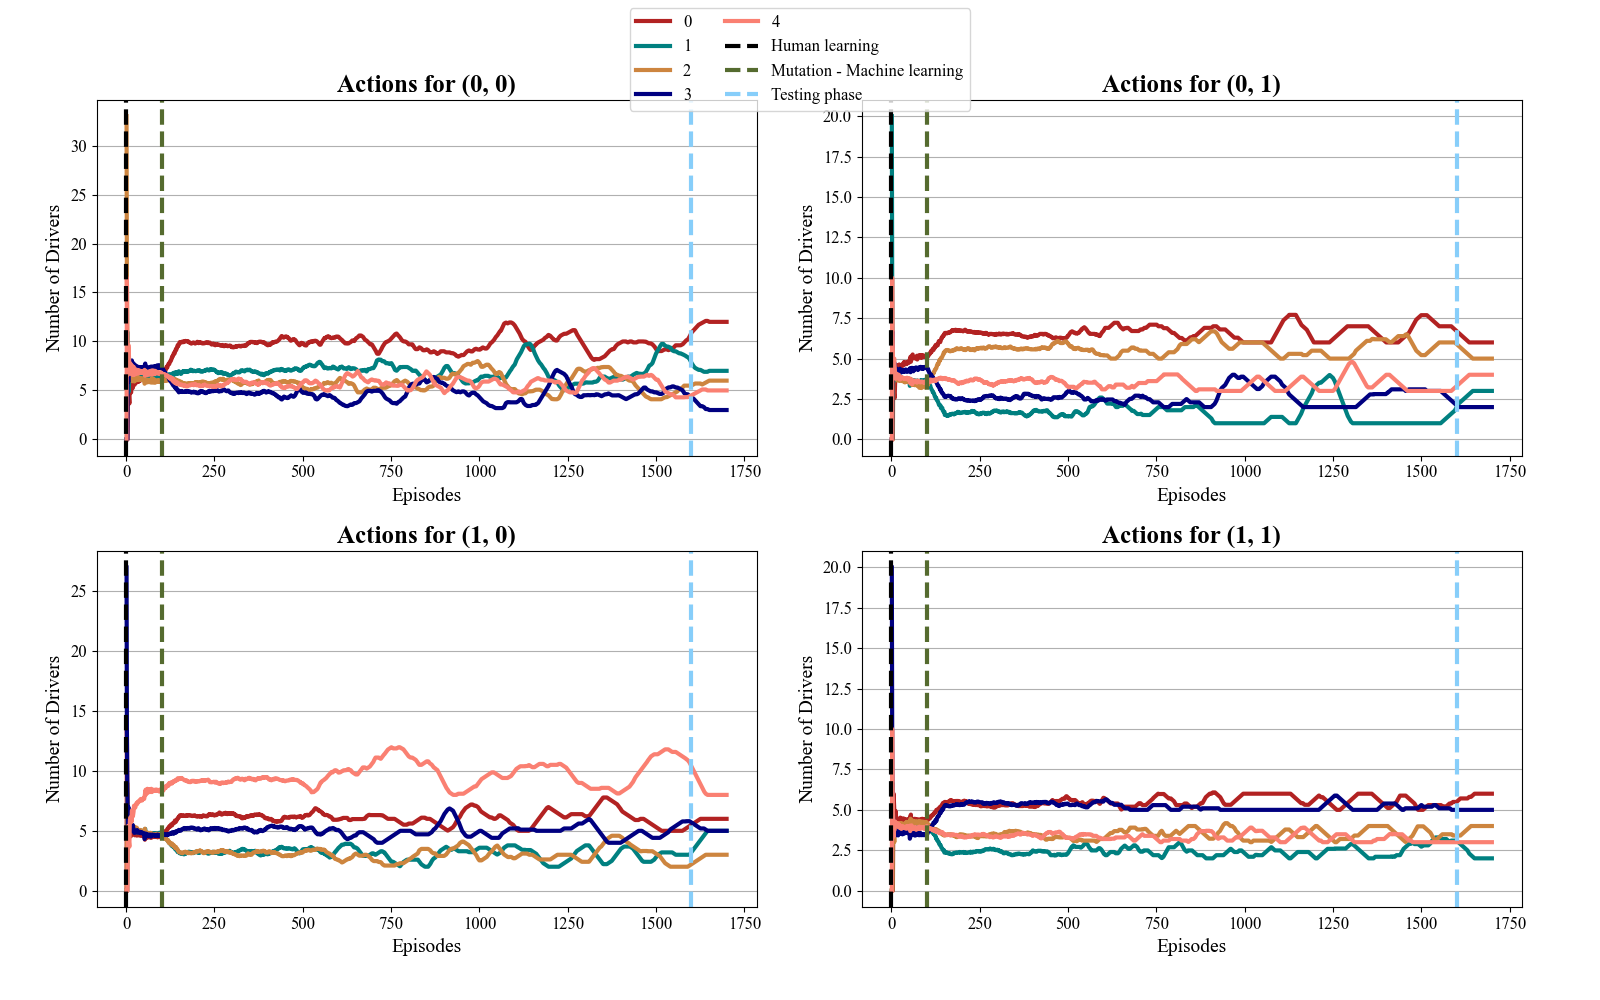 0
1
2
3
4
Human learning
Mutation - Machine learning
Testing phase
Actions for (0, 0)
Number of Drivers
30
25
20
15
10
5
0
0 250 500 750 1000 1250 1500 1750
Episodes
Actions for (0, 1)
Number of Drivers
20.0
17.5
15.0
12.5
10.0
7.5
5.0
2.5
0.0
0 250 500 750 1000 1250 1500 1750
Episodes
Actions for (1, 0)
Number of Drivers
25
20
15
10
5
0
0 250 500 750 1000 1250 1500 1750
Episodes
Actions for (1, 1)
Number of Drivers
20.0
17.5
15.0
12.5
10.0
7.5
5.0
2.5
0.0
0 250 500 750 1000 1250 1500 1750
Episodes